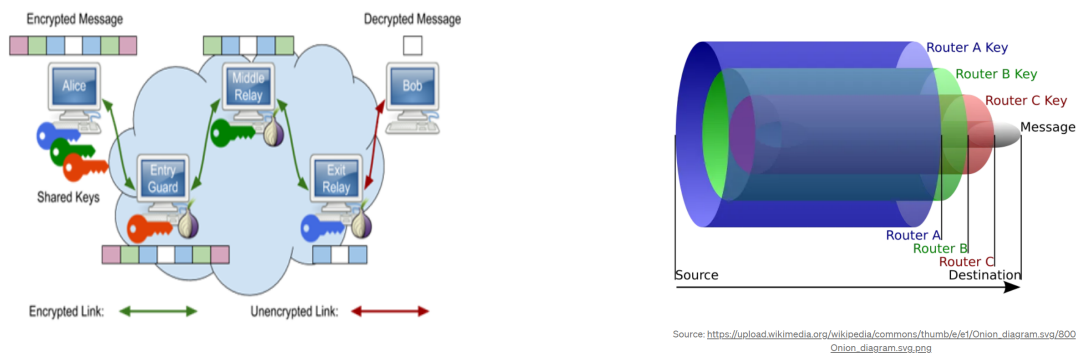 Encrypted Message
Decrypted Message
Alice
Middle
Relay
Bob
Entry
Guard
Exit
Relay
Shared Keys
Encrypted Link:
Unencrypted Link:
Router A Key
Router B Key
Router C Key
Message
Router A
Router B
Router C
Source
Destination
Source: https://upload.wikimedia.org/wikipedia/commons/thumb/e/e1/Onion_diagram.svg/800
Onion_diagram.svg.png